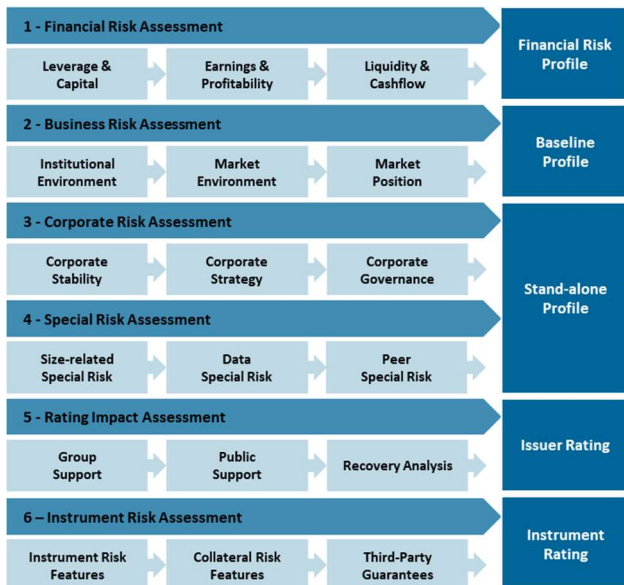 1 - Financial Risk Assessment
Leverage &
Capital
Earnings &
Profitability
Liquidity &
Cashflow
Financial Risk
Profile
2 - Business Risk Assessment
Institutional
Environment
Market
Environment
Market
Position
Baseline
Profile
3 - Corporate Risk Assessment
Corporate
Stability
Corporate
Strategy
Corporate
Governance
4 - Special Risk Assessment
Size-related
Special Risk
Data
Special Risk
Peer
Special Risk
Stand-alone
Profile
5 - Rating Impact Assessment
Group
Support
Public
Support
Recovery Analysis
Issuer Rating
6 – Instrument Risk Assessment
Instrument Risk
Features
Collateral Risk
Features
Third-Party
Guarantees
Instrument
Rating